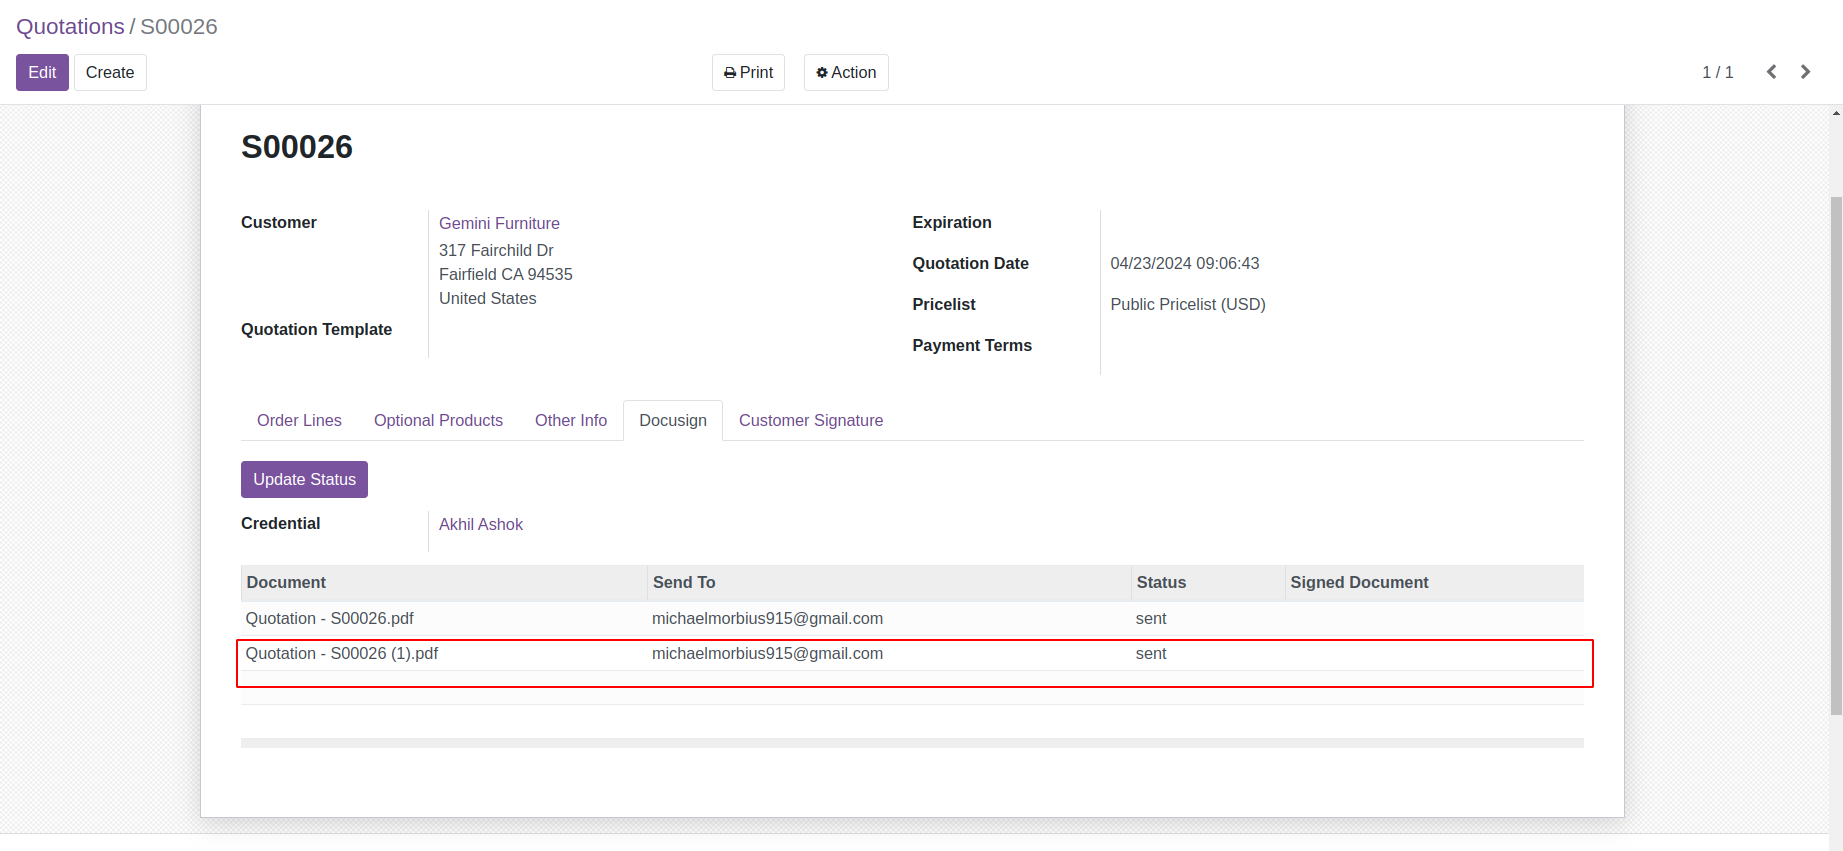 Quotations / S00026
Edit Create Print Action 1 / 1
S00026
Customer Gemini Furniture
317 Fairchild Dr
Fairfield CA 94535
United States
Quotation Template
Expiration
Quotation Date 04/23/2024 09:06:43
Pricelist Public Pricelist (USD)
Payment Terms
Order Lines Optional Products Other Info Docusign Customer Signature
Update Status
Credential Akhil Ashok
Document Send To Status Signed Document
Quotation - S00026.pdf michaelmorbius915@gmail.com sent
Quotation - S00026 (1).pdf michaelmorbius915@gmail.com sent